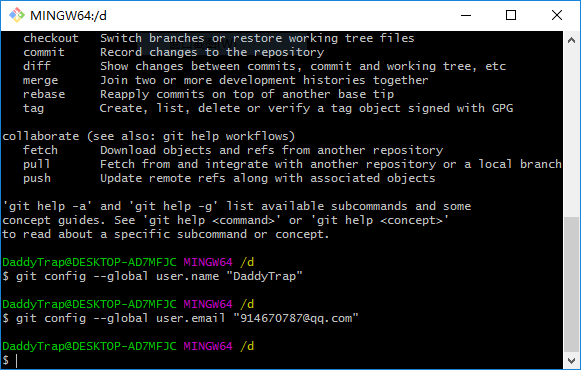 MINGW64:/d
checkout   Switch branches or restore working tree files
commit     Record changes to the repository
diff       Show changes between commits, commit and working tree, etc
merge      Join two or more development histories together
rebase     Reapply commits on top of another base tip
tag        Create, list, delete or verify a tag object signed with GPG
collaborate (see also: git help workflows)
fetch      Download objects and refs from another repository
pull       Fetch from and integrate with another repository or a local branch
push       Update remote refs along with associated objects
'git help -a' and 'git help -g' list available subcommands and some
concept guides. See 'git help <command>' or 'git help <concept>'
to read about a specific subcommand or concept.
DaddyTrap@DESKTOP-AD7MFJC MINGW64 /d
$ git config --global user.name "DaddyTrap"
DaddyTrap@DESKTOP-AD7MFJC MINGW64 /d
$ git config --global user.email "914670787@qq.com"
DaddyTrap@DESKTOP-AD7MFJC MINGW64 /d
$